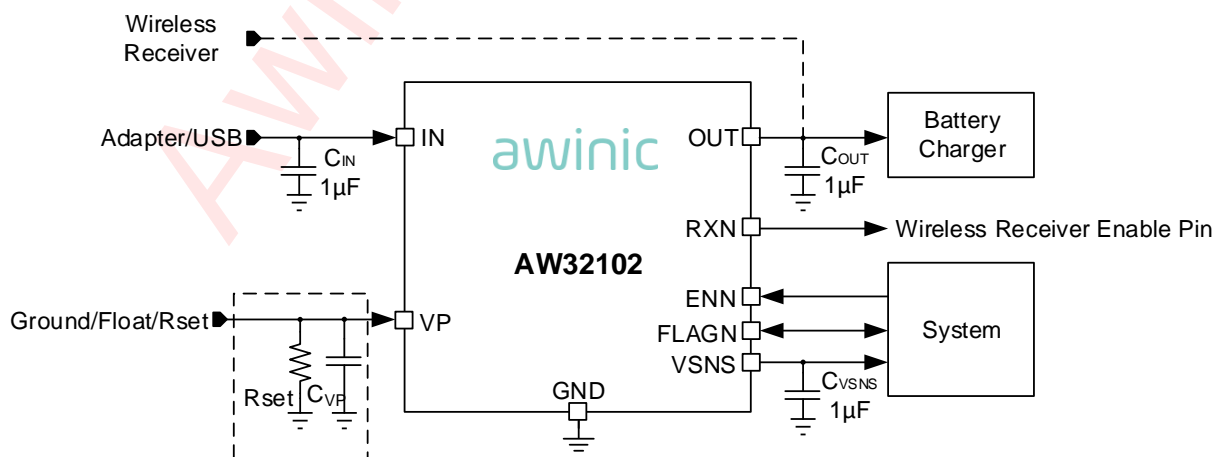 Wireless
Receiver
Adapter/USB
IN
CIN
1µF
awinic
OUT
COUT
1µF
Battery
Charger
RXN
Wireless Receiver Enable Pin
AW32102
Ground/Float/Rset
VP
Rset
CVP
GND
ENN
FLAGN
VSNS
CVSNS
1µF
System